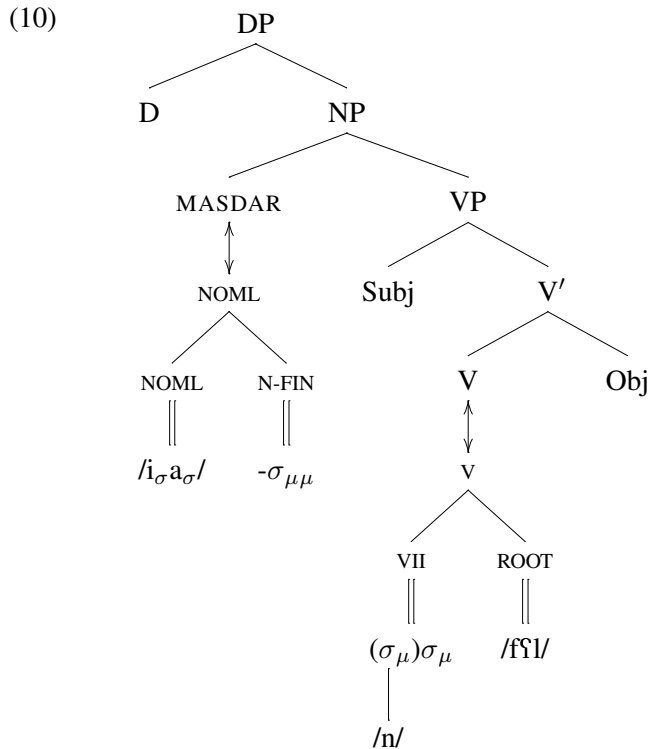 (10)
DP
D NP
MASDAR VP
NOML Subj V′
NOML N-FIN V Obj
/iσaσ/ -σμμ v
VII ROOT
(σμ)σμ /fʕl/
/n/